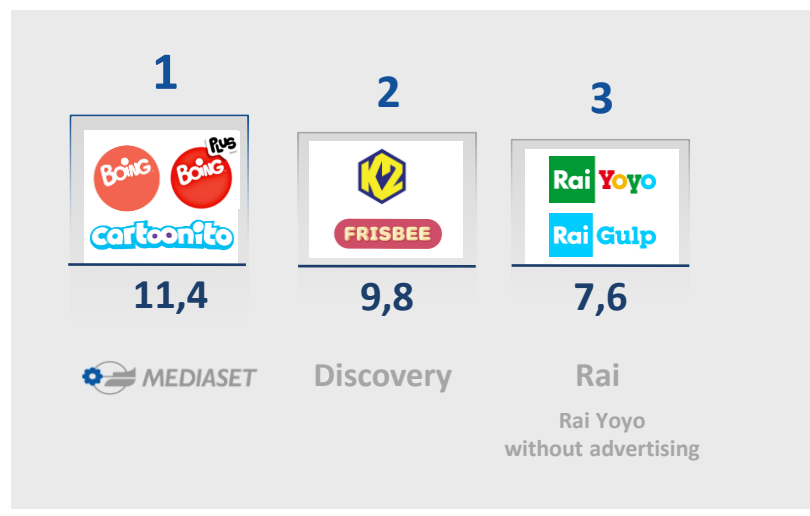 1
2
3
BOING
BOING PLUS
cartoonito
K2
FRISBEE
Rai Yoyo
Rai Gulp
11,4
9,8
7,6
MEDIASET
Discovery
Rai
Rai Yoyo
without advertising